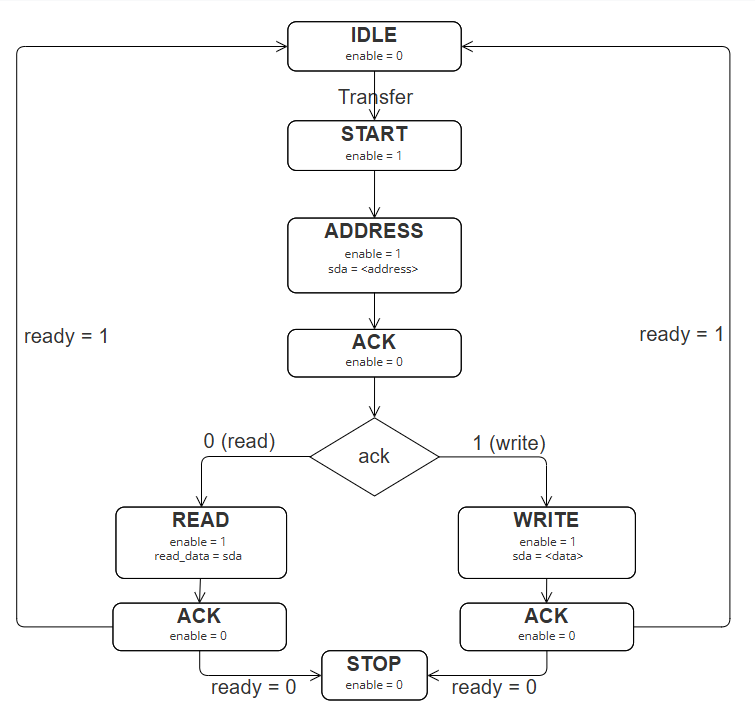 IDLE
enable = 0
Transfer
START
enable = 1
ADDRESS
enable = 1
sda = <address>
ready = 1
ready = 1
ACK
enable = 0
0 (read)
ack
1 (write)
READ
enable = 1
read_data = sda
WRITE
enable = 1
sda = <data>
ACK
enable = 0
ACK
enable = 0
STOP
enable = 0
ready = 0
ready = 0